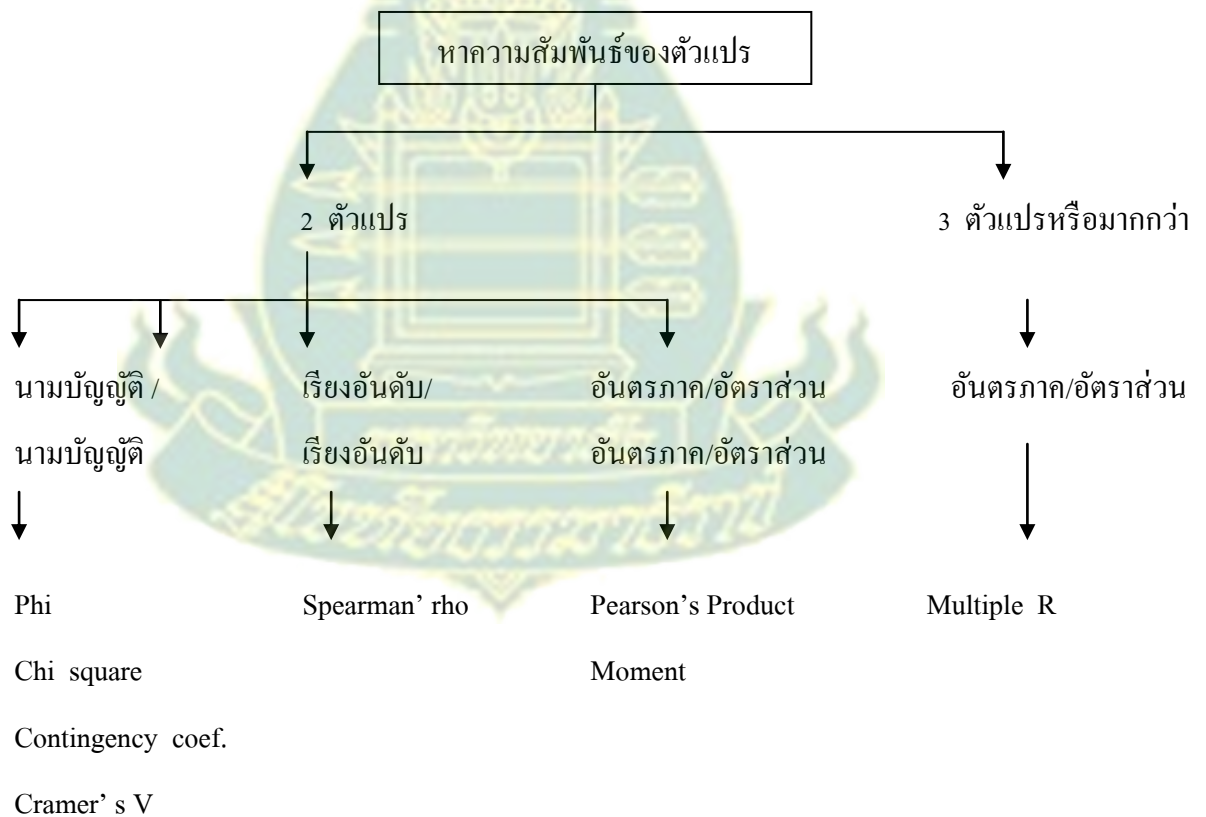 หาความสัมพันธ์ของตัวแปร
2 ตัวแปร
3 ตัวแปรหรือมากกว่า
นามบัญญัติ /
นามบัญญัติ
เรียงอันดับ/
เรียงอันดับ
อันตรภาค/อัตราส่วน
อันตรภาค/อัตราส่วน
อันตรภาค/อัตราส่วน
Phi
Chi square
Contingency coef.
Cramer’ s V
Spearman’ rho
Pearson’s Product
Moment
Multiple R